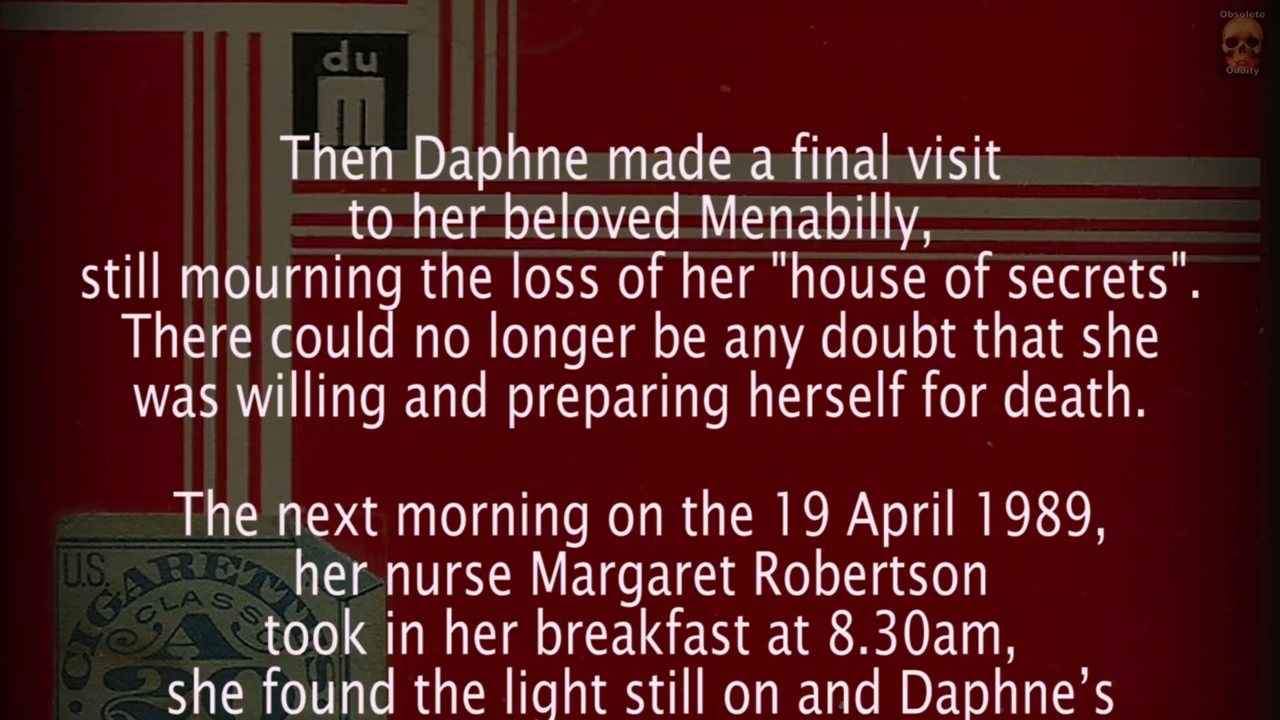 Obsolete
Oddity
du
M
Then Daphne made a final visit
to her beloved Menabilly,
still mourning the loss of her "house of secrets".
There could no longer be any doubt that she
was willing and preparing herself for death.
The next morning on the 19 April 1989,
her nurse Margaret Robertson
took in her breakfast at 8.30am,
she found the light still on and Daphne’s
U.S.
CIGARETTES
CLASS
A
20